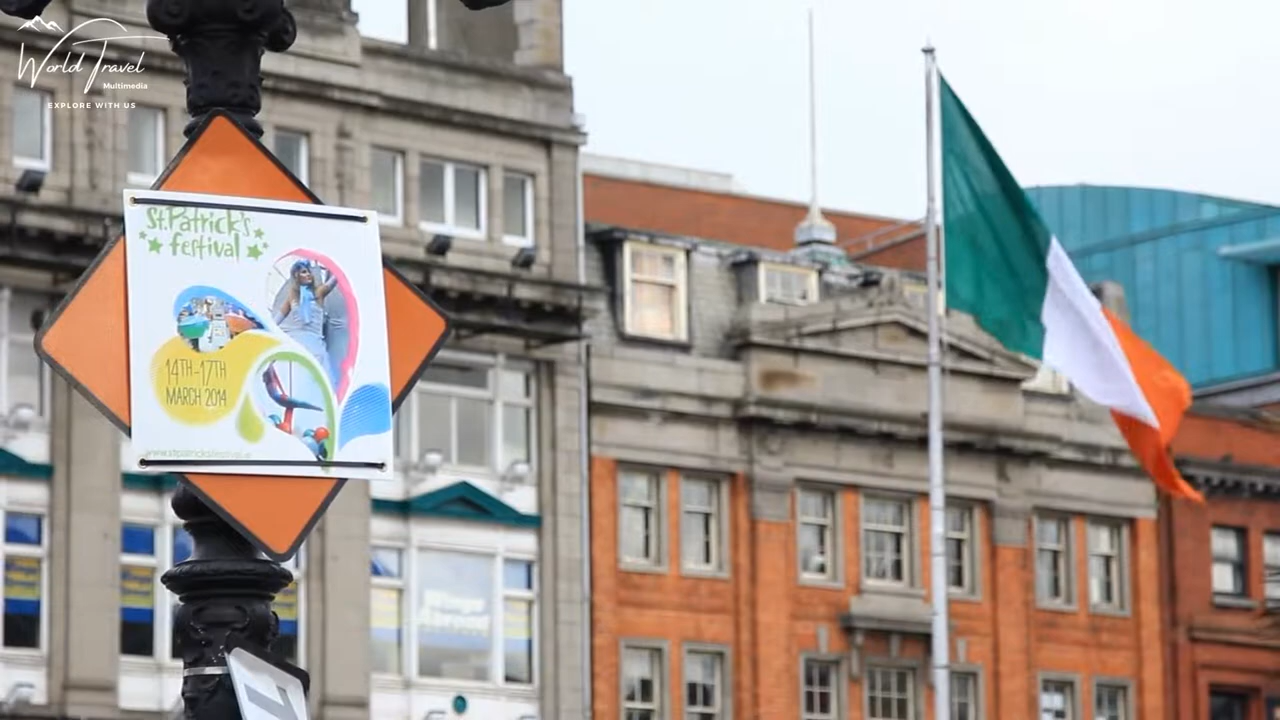 World Travel
Multimedia
EXPLORE WITH US
St.Patrick's
festival
14TH-17TH
MARCH 2014
www.stpatricksfestival.ie